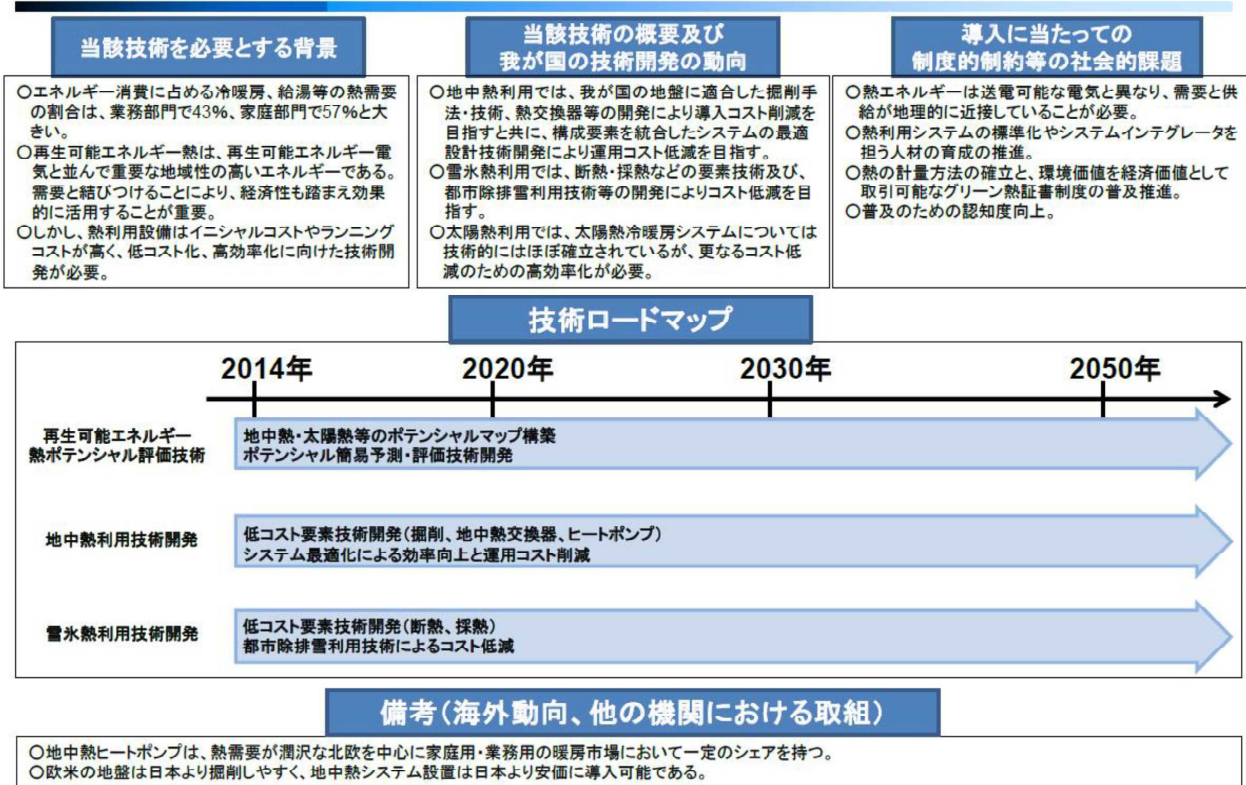 当該技術を必要とする背景
○エネルギー消費に占める冷暖房、給湯等の熱需要
の割合は、業務部門で43%、家庭部門で57%と大
きい。
○再生可能エネルギー熱は、再生可能エネルギー電
気と並んで重要な地域性の高いエネルギーである。
需要と結びつけることにより、経済性も踏まえ効果
的に活用することが重要。
○しかし、熱利用設備はイニシャルコストやランニング
コストが高く、低コスト化、高効率化に向けた技術開
発が必要。
当該技術の概要及び
我が国の技術開発の動向
○地中熱利用では、我が国の地盤に適合した掘削手
法・技術、熱交換器等の開発により導入コスト削減を
目指すと共に、構成要素を統合したシステムの最適
設計技術開発により運用コスト低減を目指す。
○雪氷熱利用では、断熱・採熱などの要素技術及び、
都市除排雪利用技術等の開発によりコスト低減を目
指す。
○太陽熱利用では、太陽熱冷暖房システムについては
技術的にはほぼ確立されているが、更なるコスト低
減のための高効率化が必要。
導入に当たっての
制度的制約等の社会的課題
○熱エネルギーは送電可能な電気と異なり、需要と供
給が地理的に近接していることが必要。
○熱利用システムの標準化やシステムインテグレータを
担う人材の育成の推進。
○熱の計量方法の確立と、環境価値を経済価値として
取引可能なグリーン熱証書制度の普及推進。
○普及のための認知度向上。
技術ロードマップ
2014年 2020年 2030年 2050年
再生可能エネルギー
熱ポテンシャル評価技術
地中熱・太陽熱等のポテンシャルマップ構築
ポテンシャル簡易予測・評価技術開発
地中熱利用技術開発
低コスト要素技術開発(掘削、地中熱交換器、ヒートポンプ)
システム最適化による効率向上と運用コスト削減
雪氷熱利用技術開発
低コスト要素技術開発(断熱、採熱)
都市除排雪利用技術によるコスト低減
備考(海外動向、他の機関における取組)
○地中熱ヒートポンプは、熱需要が潤沢な北欧を中心に家庭用・業務用の暖房市場において一定のシェアを持つ。
○欧米の地盤は日本より掘削しやすく、地中熱システム設置は日本より安価に導入可能である。